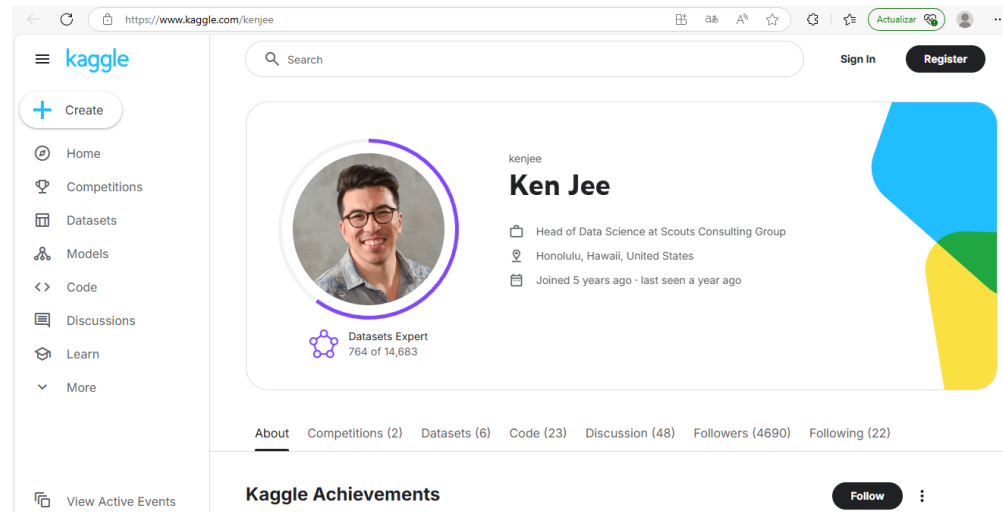 https://www.kaggle.com/kenjee
Actualizar
kaggle
Search
Sign In
Register
Create
Home
Competitions
Datasets
Models
Code
Discussions
Learn
More
View Active Events
kenjee
Ken Jee
Head of Data Science at Scouts Consulting Group
Honolulu, Hawaii, United States
Joined 5 years ago · last seen a year ago
Datasets Expert
764 of 14,683
About Competitions (2) Datasets (6) Code (23) Discussion (48) Followers (4690) Following (22)
Kaggle Achievements
Follow